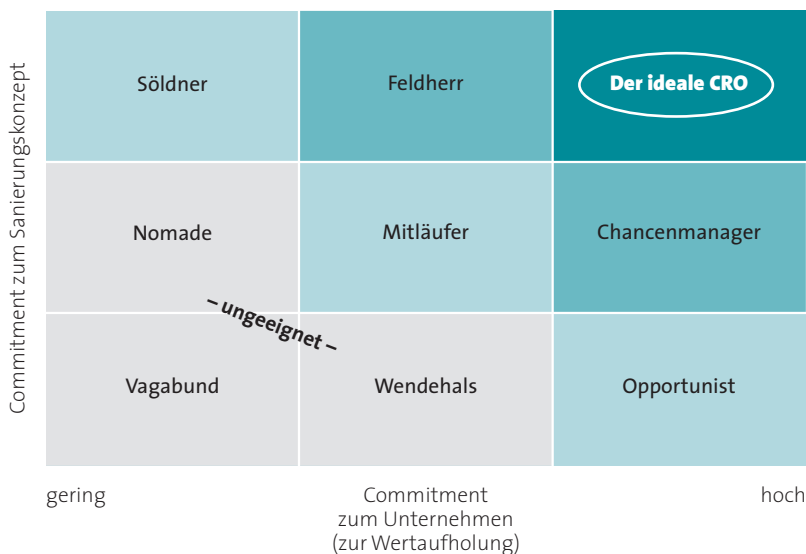 Commitment zum Sanierungskonzept
Söldner
Feldherr
Der ideale CRO
Nomade
Mitläufer
Chancenmanager
– ungeeignet –
Vagabund
Wendehals
Opportunist
gering
Commitment
zum Unternehmen
(zur Wertaufholung)
hoch